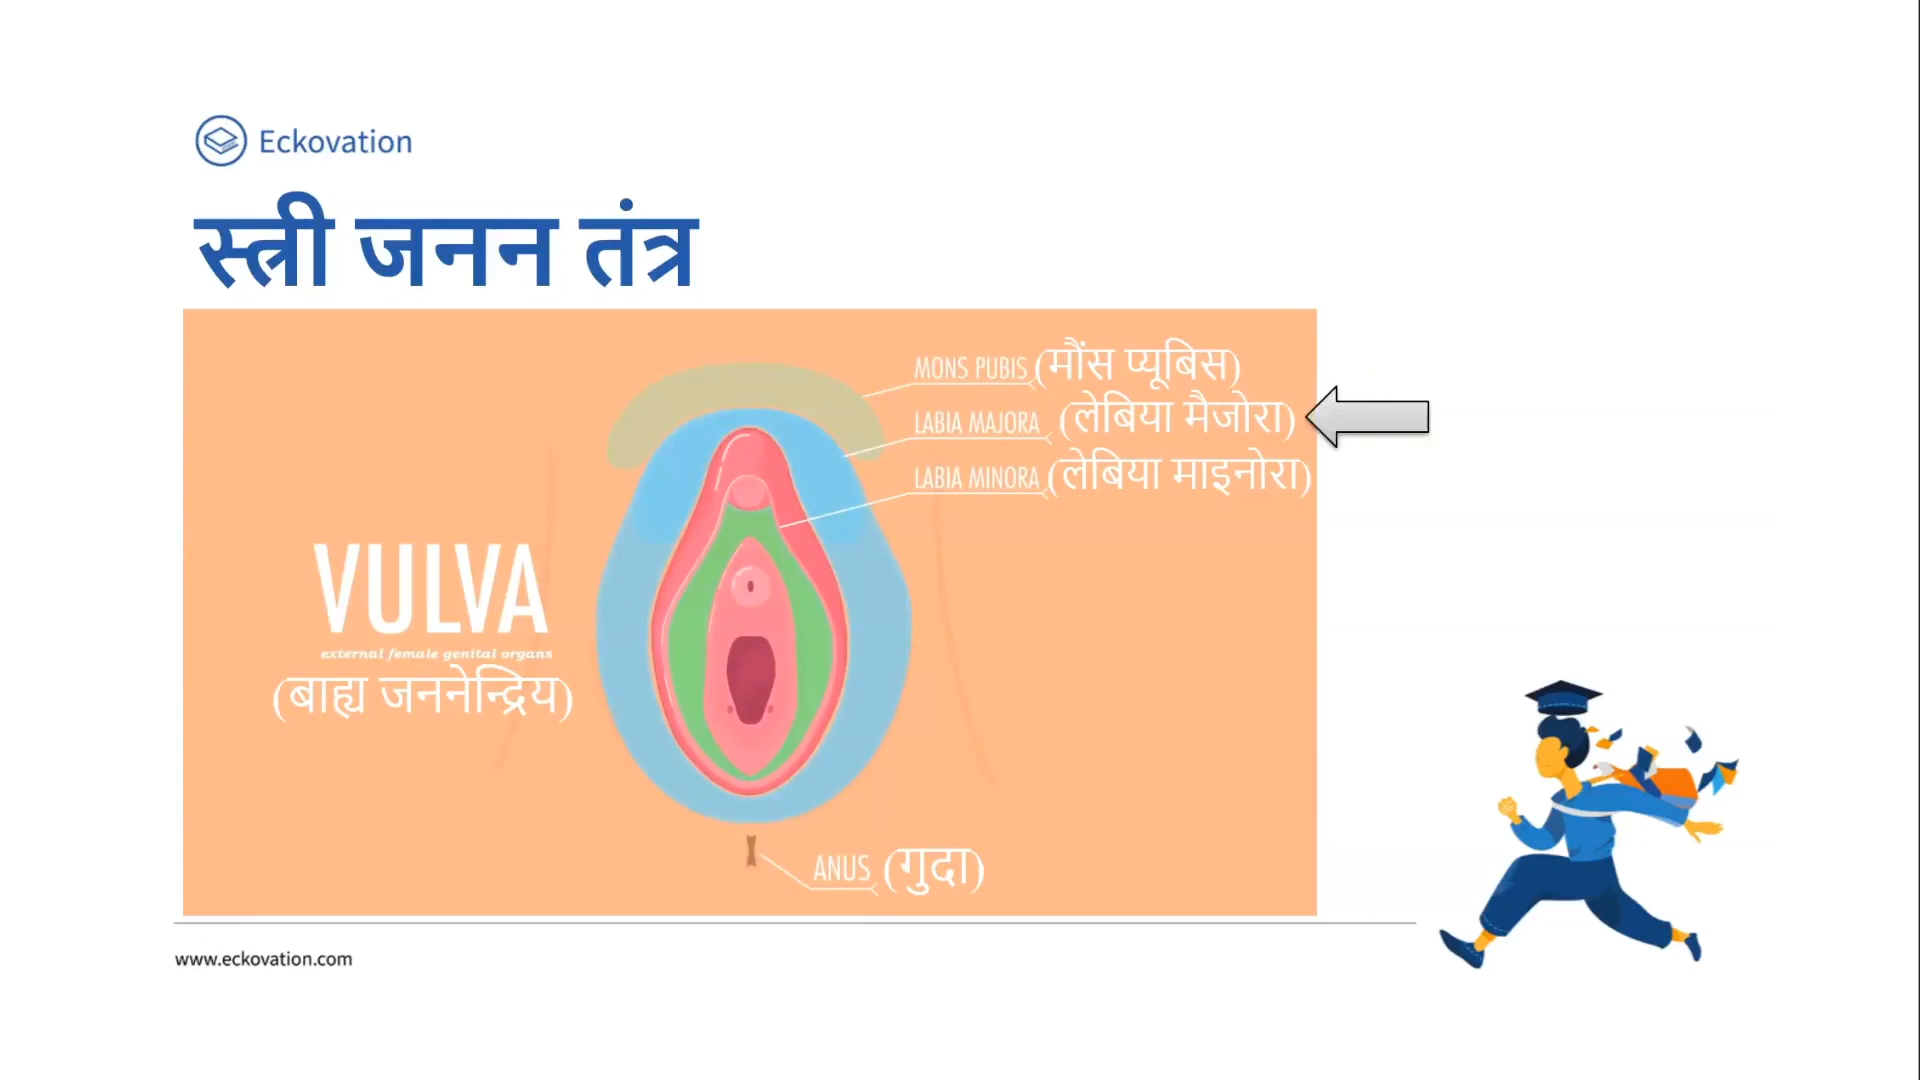 Eckovation
स्त्री जनन तंत्र
MONS PUBIS (मौंस प्यूबिस)
LABIA MAJORA (लेबिया मैजोरा)
LABIA MINORA (लेबिया माइनोरा)
VULVA
external female genital organs
(बाह्य जननेन्द्रिय)
ANUS (गुदा)
www.eckovation.com